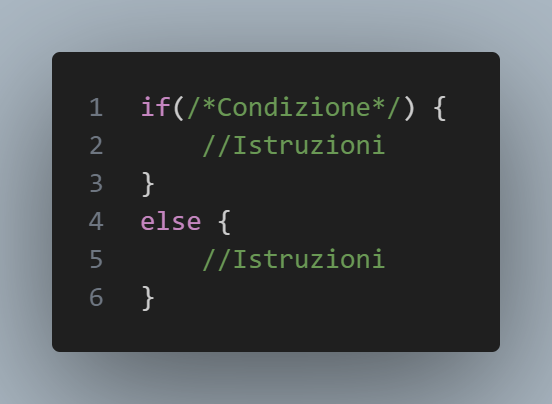 1 if(/*Condizione*/) {
2 //Istruzioni
3 }
4 else {
5 //Istruzioni
6 }